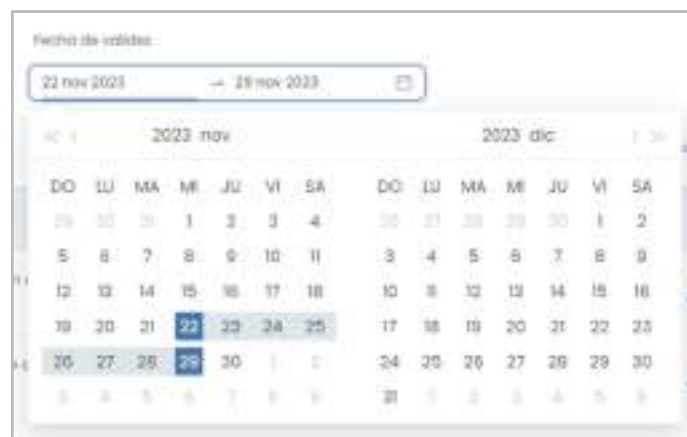 Fecha de validez
22 nov 2023 → 29 nov 2023
2023 nov 2023 dic
DO LU MA MI JU VI SA DO LU MA MI JU VI SA
29 30 31 1 2 3 4 26 27 28 29 30 1 2
5 6 7 8 9 10 11 3 4 5 6 7 8 9
12 13 14 15 16 17 18 10 11 12 13 14 15 16
19 20 21 22 23 24 25 17 18 19 20 21 22 23
26 27 28 29 30 1 2 24 25 26 27 28 29 30
3 4 5 6 7 8 9 31 1 2 3 4 5 6